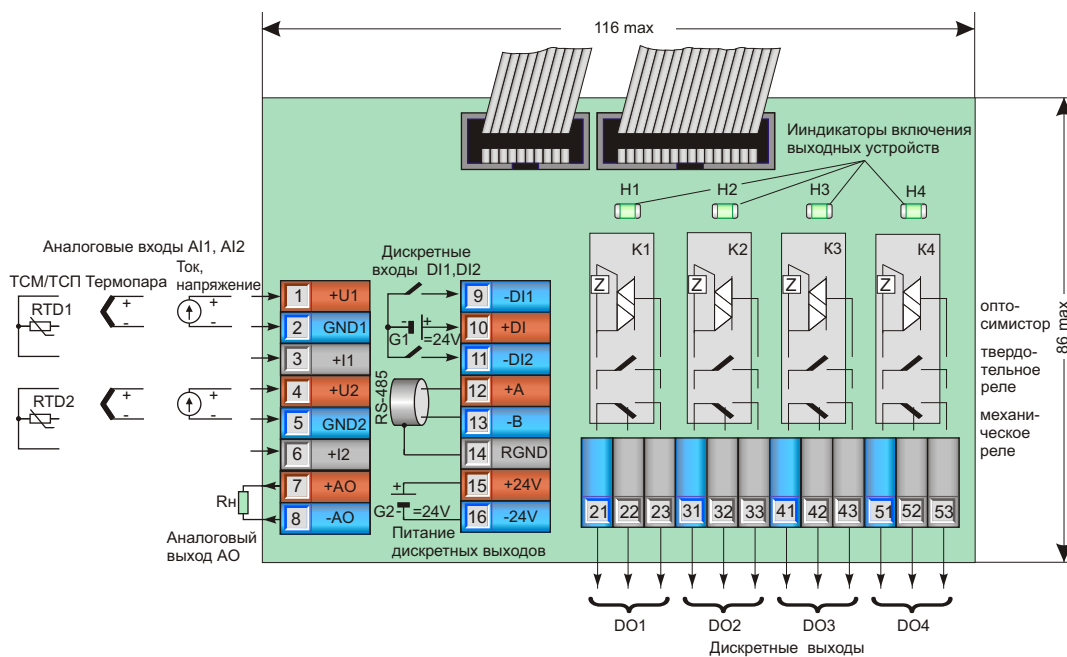 116 max
86 max
Ииндикаторы включения
выходных устройств
H1
H2
H3
H4
K1
K2
K3
K4
Z
Z
Z
Z
опто-
симистор
твердо-
тельное
реле
механи-
ческое
реле
Аналоговые входы AI1, AI2
ТСМ/ТСП
Термопара
Ток,
напряжение
RTD1
+
-
+
-
RTD2
+
-
+
-
1 +U1
2 GND1
3 +I1
4 +U2
5 GND2
6 +I2
7 +AO
8 -AO
Rн
Аналоговый
выход АО
Дискретные
входы DI1,DI2
- +
G1 =24V
RS-485
+
G2 - =24V
Питание
дискретных выходов
9 -DI1
10 +DI
11 -DI2
12 +A
13 -B
14 RGND
15 +24V
16 -24V
21 22 23 31 32 33 41 42 43 51 52 53
DO1
DO2
DO3
DO4
Дискретные выходы